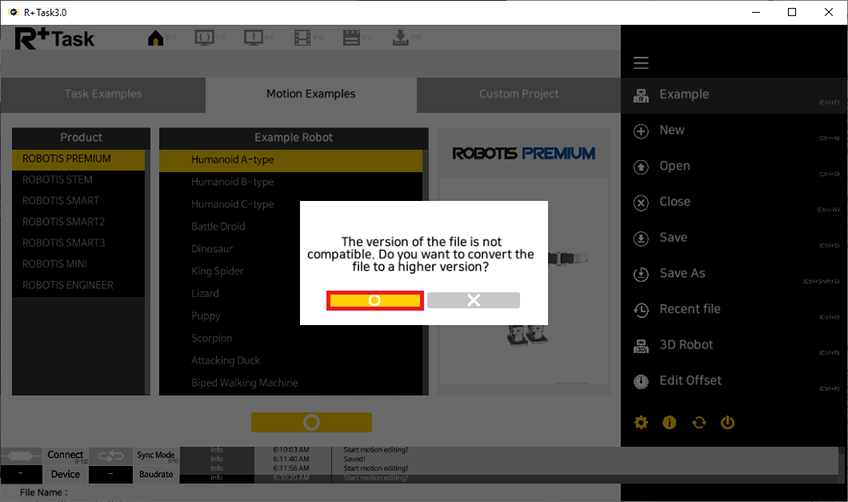 R+Task3.0
R+Task
Task Examples
Motion Examples
Custom Project
Product
ROBOTIS PREMIUM
ROBOTIS STEM
ROBOTIS SMART
ROBOTIS SMART2
ROBOTIS SMART3
ROBOTIS MINI
ROBOTIS ENGINEER
Example Robot
Humanoid A-type
Humanoid B-type
Humanoid C-type
Battle Droid
Dinosaur
King Spider
Lizard
Puppy
Scorpion
Attacking Duck
Biped Walking Machine
ROBOTIS PREMIUM
The version of the file is not
compatible. Do you want to convert the
file to a higher version?
Example
(Ctrl+E)
New
(Ctrl+N)
Open
(Ctrl+O)
Close
(Ctrl+W)
Save
(Ctrl+S)
Save As
(Ctrl+Shift+S)
Recent file
(Ctrl+R)
3D Robot
Edit Offset
Connect
Sync Mode
Device
-
-
Baudrate
Info 6:10:03 AM Start motion editing!
Info 6:11:40 AM Saved!
Info 6:11:56 AM Start motion editing!
Info 6:30:20 AM Start motion editing!
File Name :